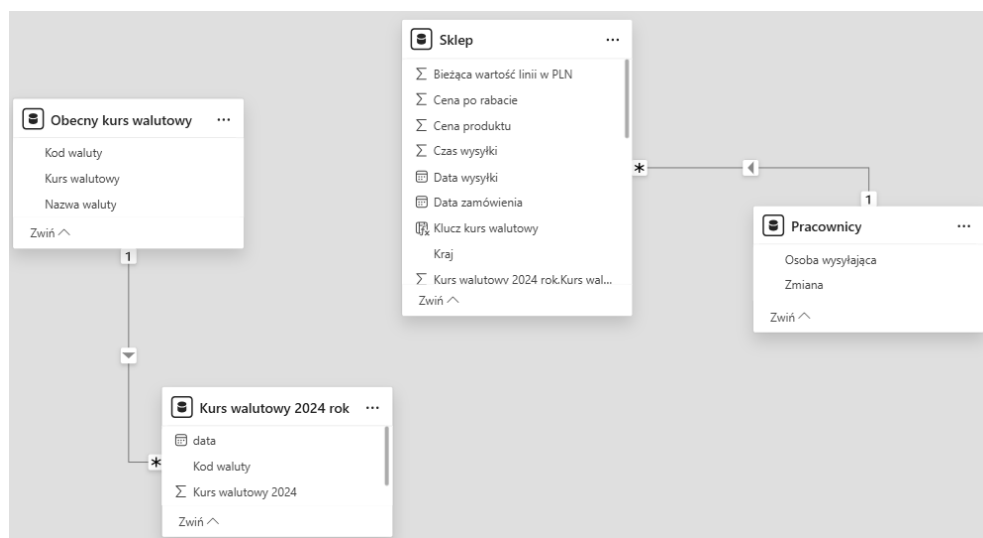 Sklep
Bieżąca wartość linii w PLN
Cena po rabacie
Cena produktu
Czas wysyłki
Data wysyłki
Data zamówienia
Klucz kurs walutowy
Kraj
Kurs walutowy 2024 rok.Kurs wal...
Zwiń
Obecny kurs walutowy
Kod waluty
Kurs walutowy
Nazwa waluty
Zwiń
1
*
1
Pracownicy
Osoba wysyłająca
Zmiana
Zwiń
*
Kurs walutowy 2024 rok
data
Kod waluty
Kurs walutowy 2024
Zwiń